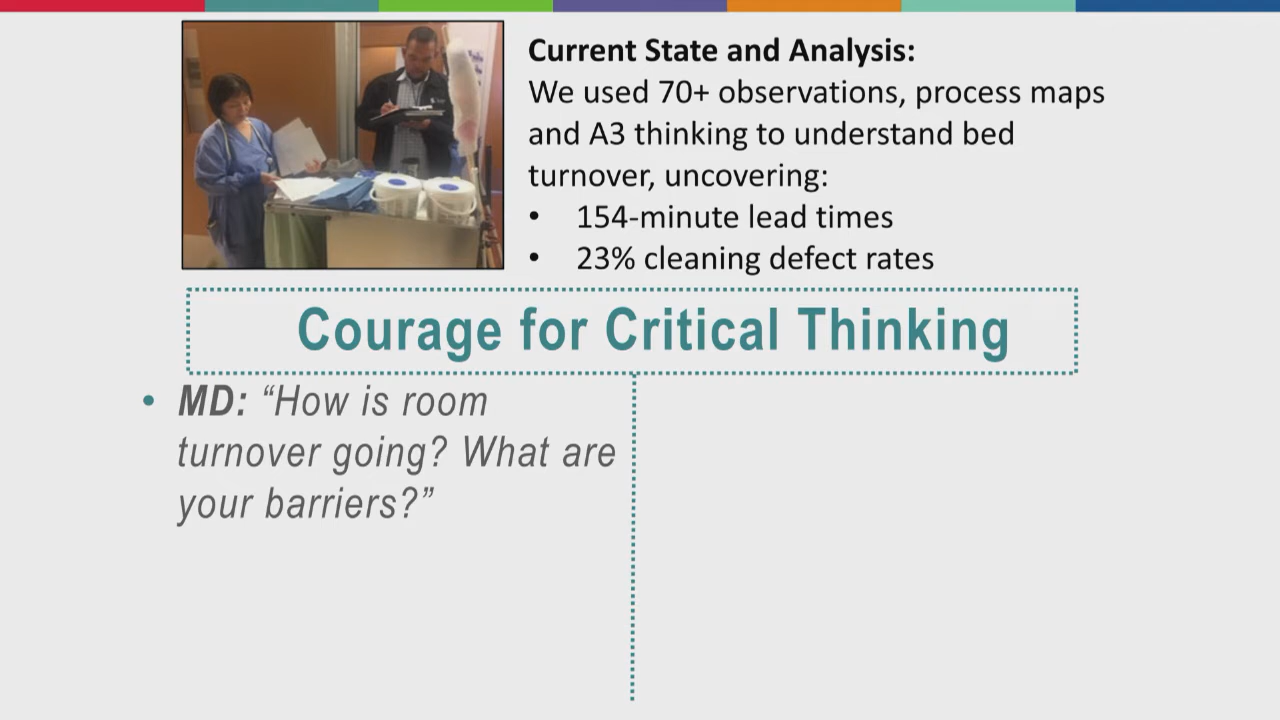 Current State and Analysis:
We used 70+ observations, process maps
and A3 thinking to understand bed
turnover, uncovering:
• 154-minute lead times
• 23% cleaning defect rates
Courage for Critical Thinking
• MD: “How is room
turnover going? What are
your barriers?”